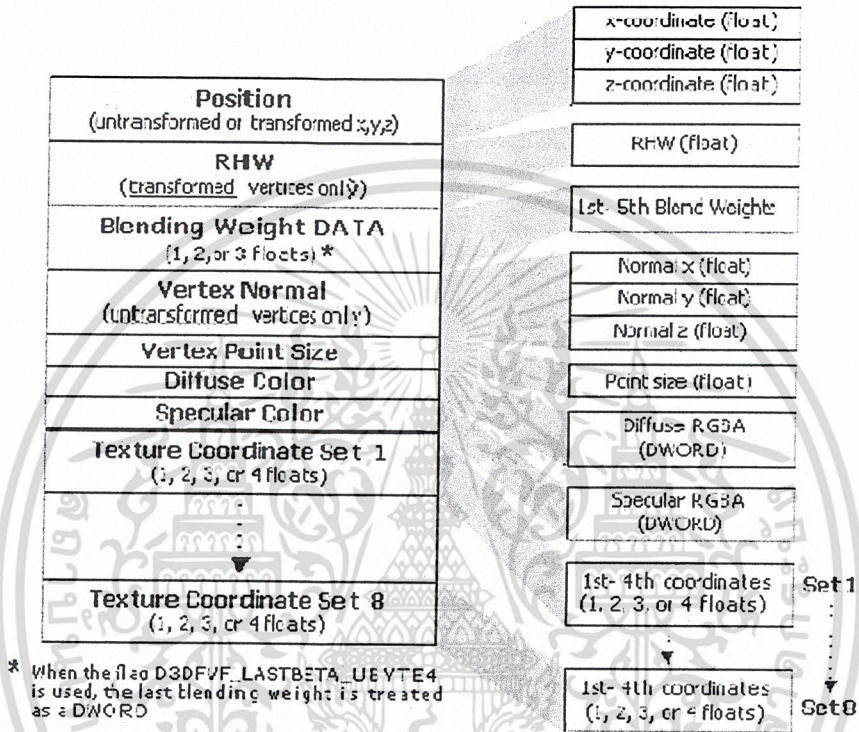 Position
(untransformed or transformed x,y,z)
RHW
(transformed vertices only)
Blending Weight DATA
(1, 2, or 3 floats) *
Vertex Normal
(untransformed vertices only)
Vertex Point Size
Diffuse Color
Specular Color
Texture Coordinate Set 1
(1, 2, 3, or 4 floats)
Texture Coordinate Set 8
(1, 2, 3, or 4 floats)
* When the flag D3DFVF_LASTBETA_UBYTE4
is used, the last blending weight is treated
as a DWORD
x-coordinate (float)
y-coordinate (float)
z-coordinate (float)
RHW (float)
1st- 5th Blend Weights
Normal x (float)
Normal y (float)
Normal z (float)
Point size (float)
Diffuse RGBA
(DWORD)
Specular RGBA
(DWORD)
1st- 4th coordinates
(1, 2, 3, or 4 floats)
Set1
1st- 4th coordinates
(1, 2, 3, or 4 floats)
Set8